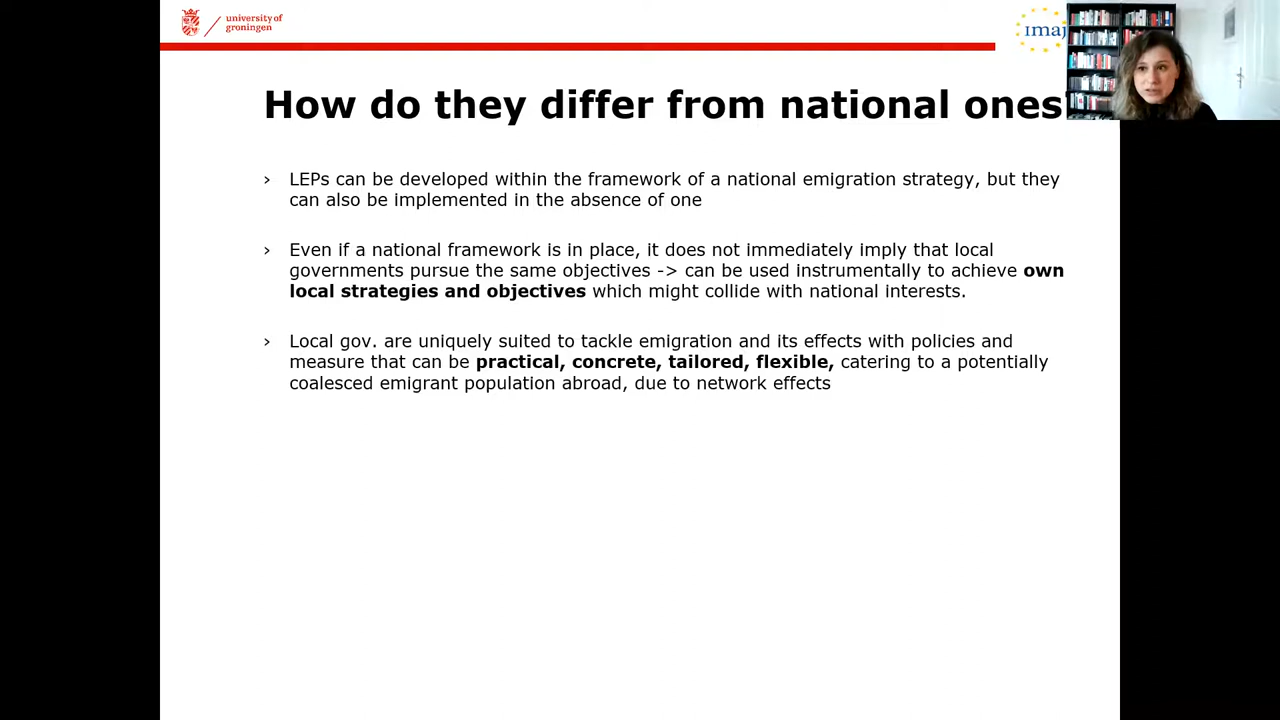 university of
groningen
imaj
How do they differ from national ones
› LEPs can be developed within the framework of a national emigration strategy, but they
can also be implemented in the absence of one
› Even if a national framework is in place, it does not immediately imply that local
governments pursue the same objectives -> can be used instrumentally to achieve own
local strategies and objectives which might collide with national interests.
› Local gov. are uniquely suited to tackle emigration and its effects with policies and
measure that can be practical, concrete, tailored, flexible, catering to a potentially
coalesced emigrant population abroad, due to network effects